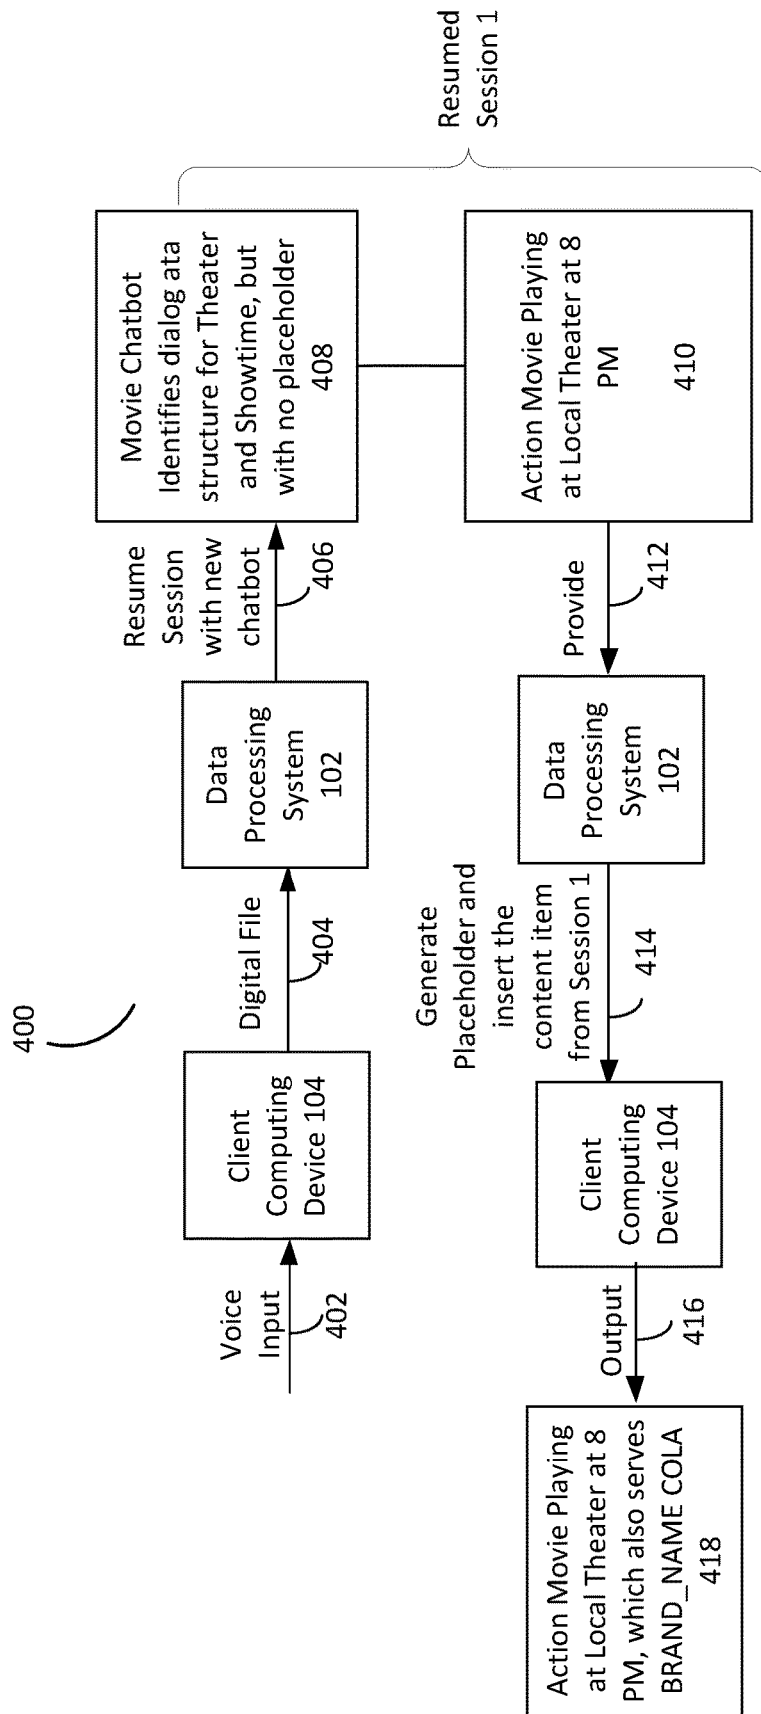 400
Voice
Input
402
Client
Computing
Device 104
Digital File
404
Data
Processing
System
102
Resume
Session
with new
chatbot
406
Movie Chatbot
Identifies dialog ata
structure for Theater
and Showtime, but
with no placeholder
408
Resumed
Session 1
Action Movie Playing
at Local Theater at 8
PM
410
Provide
412
Data
Processing
System
102
Generate
Placeholder and
insert the
content item
from Session 1
414
Client
Computing
Device 104
Output
416
Action Movie Playing
at Local Theater at 8
PM, which also serves
BRAND_NAME COLA
418